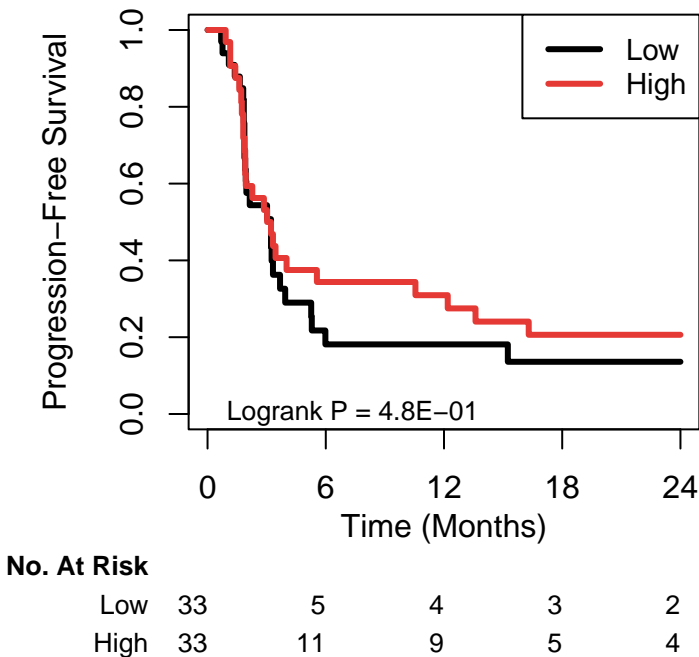 Progression−Free Survival
1.0
0.8
0.6
0.4
0.2
0.0
Low
High
Logrank P = 4.8E−01
0 6 12 18 24
Time (Months)
No. At Risk
Low 33 5 4 3 2
High 33 11 9 5 4